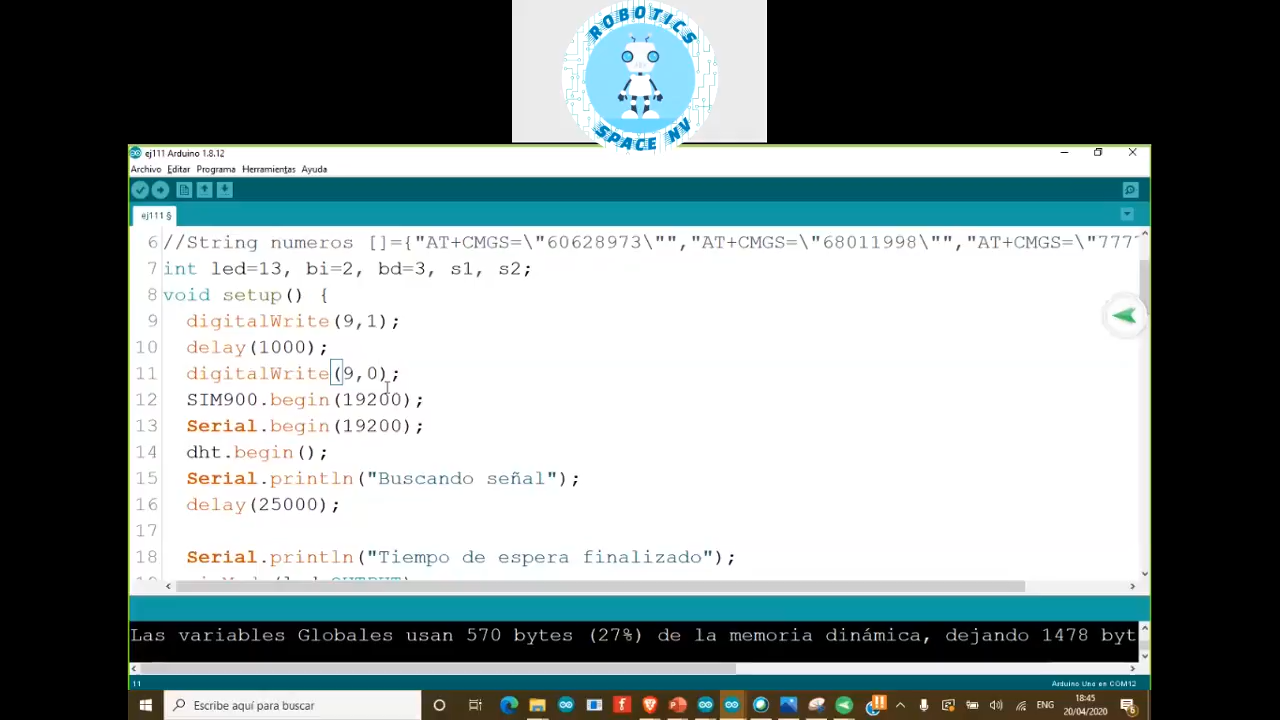 ROBOTICS
SPACE NV
ej111 Arduino 1.8.12
Archivo Editar Programa Herramientas Ayuda
ej111 §
6 //String numeros []={"AT+CMGS=\"60628973\"","AT+CMGS=\"68011998\"","AT+CMGS=\"777
7 int led=13, bi=2, bd=3, s1, s2;
8 void setup() {
9 digitalWrite(9,1);
10 delay(1000);
11 digitalWrite(9,0);
12 SIM900.begin(19200);
13 Serial.begin(19200);
14 dht.begin();
15 Serial.println("Buscando señal");
16 delay(25000);
17
18 Serial.println("Tiempo de espera finalizado");
Las variables Globales usan 570 bytes (27%) de la memoria dinámica, dejando 1478 byt
11
Arduino Uno en COM12
Escribe aquí para buscar
ENG
18:45
20/04/2020